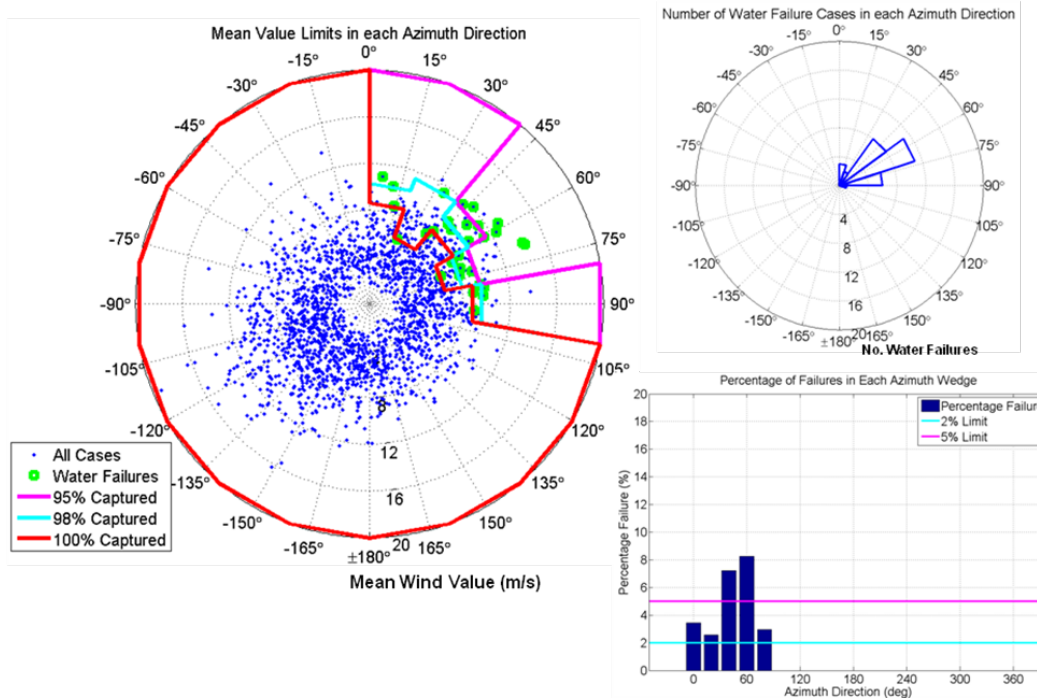 Mean Value Limits in each Azimuth Direction
0°
-15° 15°
-30° 30°
-45° 45°
-60° 60°
-75° 75°
-90° 90°
-105° 105°
-120° 120°
-135° 135°
-150° 150°
-165° 165°
±180°
8
12
16
20
Mean Wind Value (m/s)
All Cases
Water Failures
95% Captured
98% Captured
100% Captured
Number of Water Failure Cases in each Azimuth Direction
0°
-15° 15°
-30° 30°
-45° 45°
-60° 60°
-75° 75°
-90° 90°
-105° 105°
-120° 120°
-135° 135°
-150° 150°
-165° 165°
±180°
4
8
12
16
20
No. Water Failures
Percentage of Failures in Each Azimuth Wedge
Percentage Failure (%)
20
18
16
14
12
10
8
6
4
2
0
0 60 120 180 240 300 360
Azimuth Direction (deg)
Percentage Failur
2% Limit
5% Limit